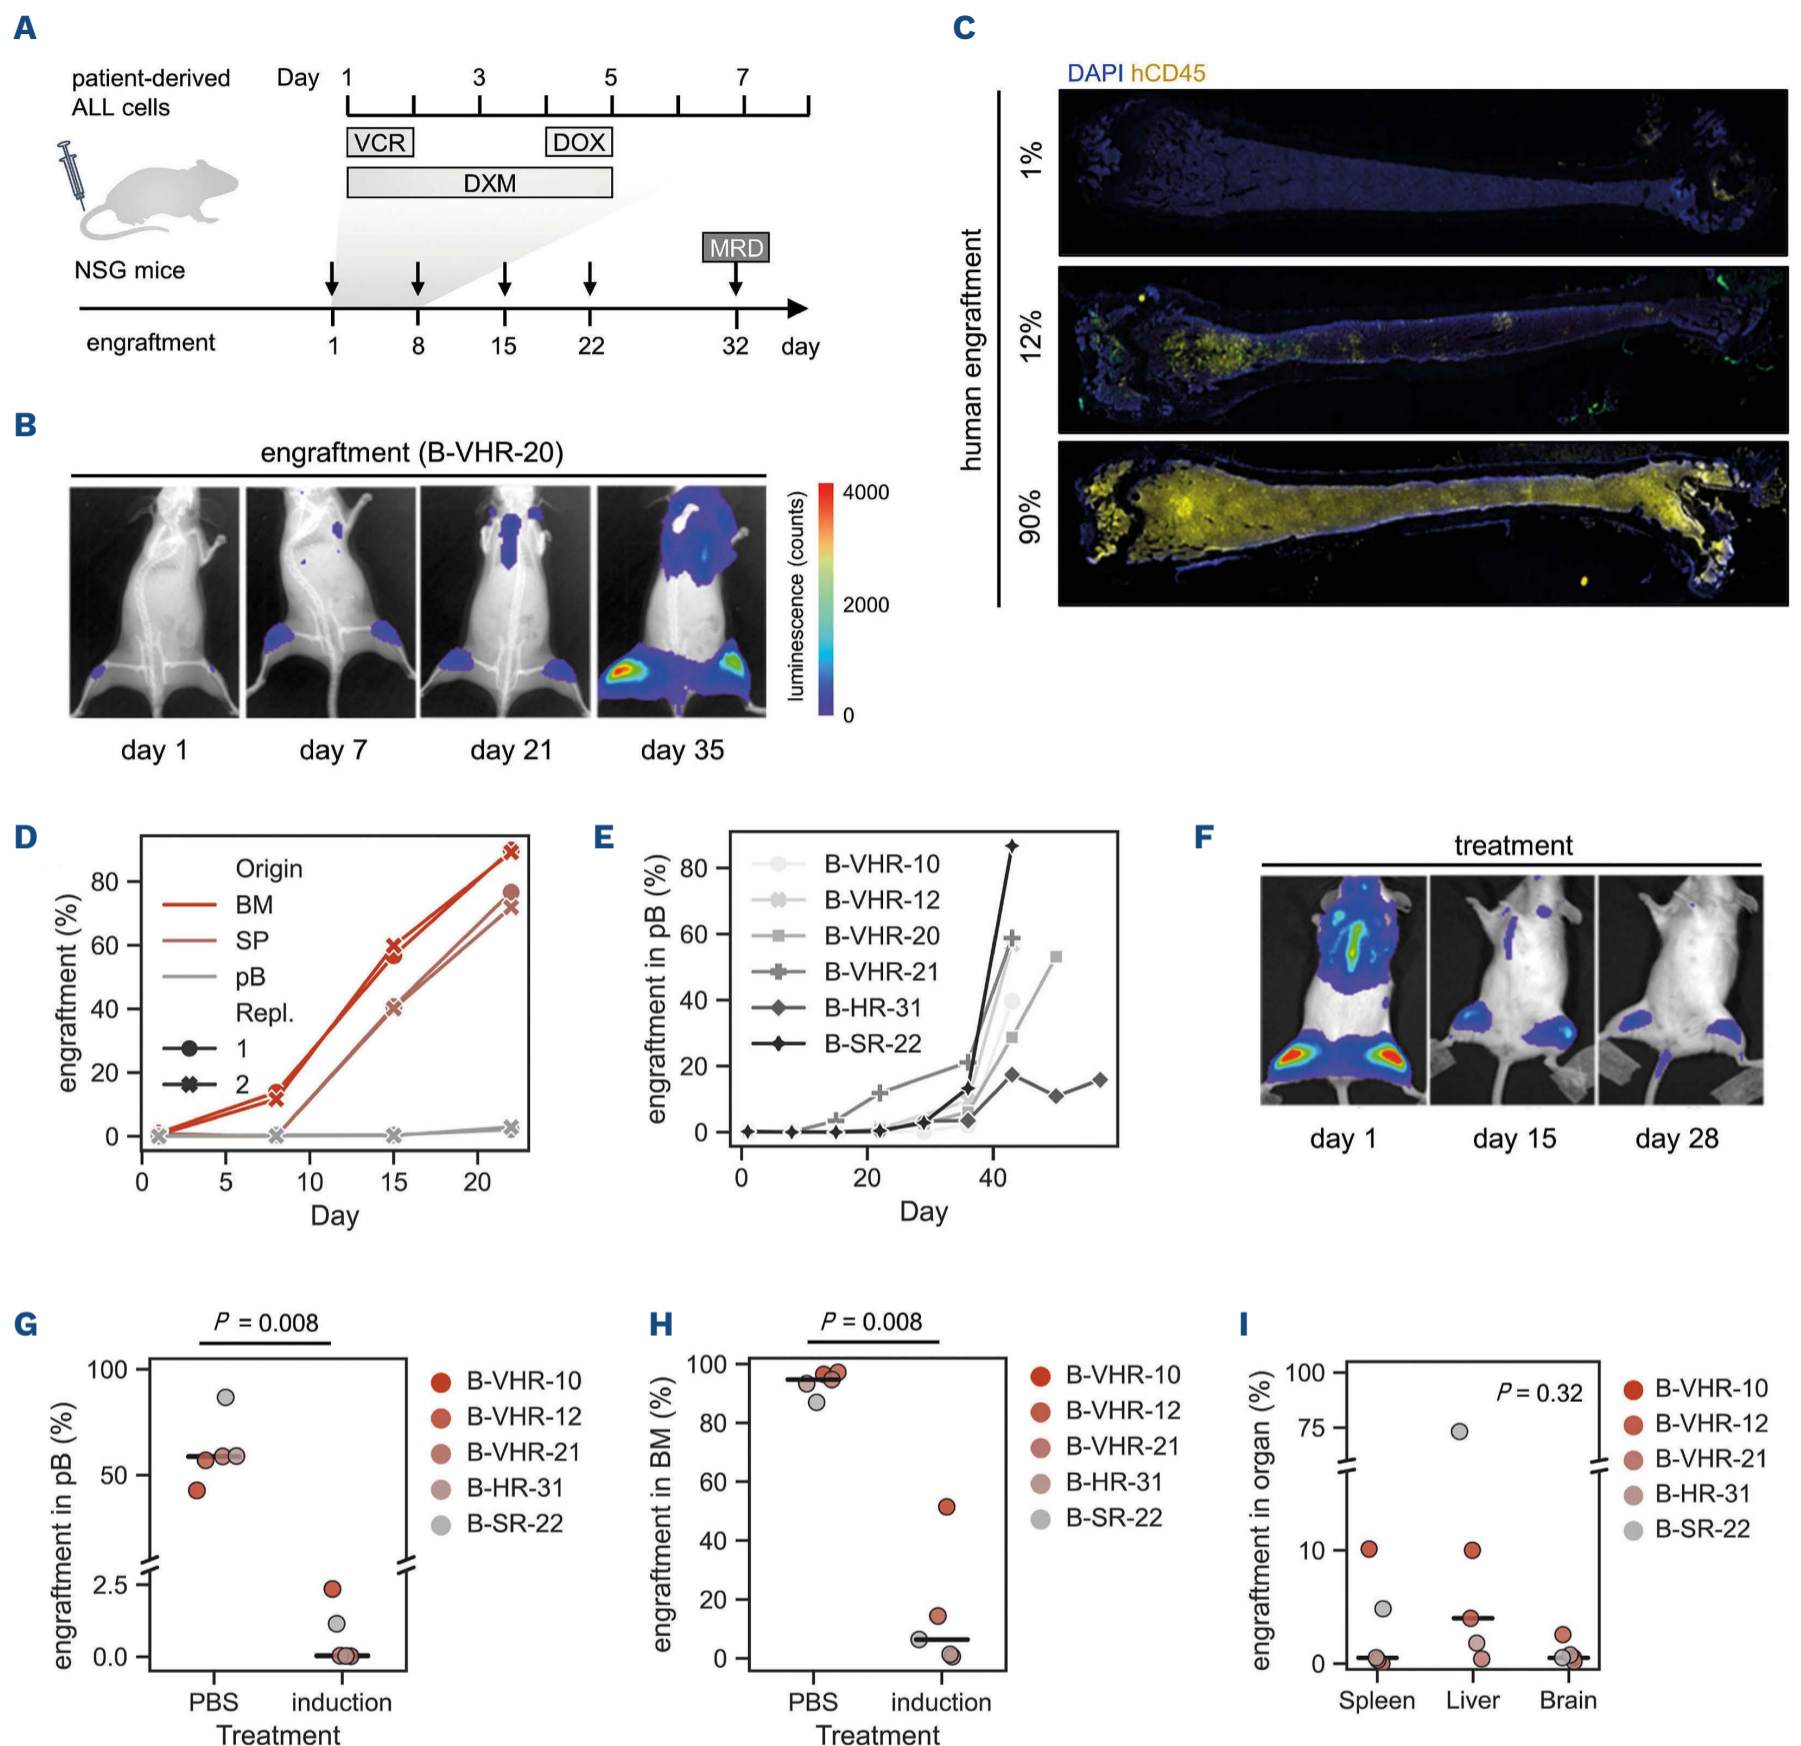 A
patient-derived
ALL cells
Day 1 3 5 7
VCR DOX
DXM
NSG mice
MRD
engraftment
1 8 15 22 32 day
B
engraftment (B-VHR-20)
luminescence (counts)
4000
2000
0
day 1 day 7 day 21 day 35
C
DAPI hCD45
human engraftment
1%
12%
90%
D
engraftment (%)
80
60
40
20
0
Origin
BM
SP
pB
Repl.
1
2
0 5 10 15 20
Day
E
engraftment in pB (%)
80
60
40
20
0
B-VHR-10
B-VHR-12
B-VHR-20
B-VHR-21
B-HR-31
B-SR-22
0 20 40
Day
F
treatment
day 1 day 15 day 28
G
P = 0.008
engraftment in pB (%)
100
50
2.5
0.0
PBS induction
Treatment
B-VHR-10
B-VHR-12
B-VHR-21
B-HR-31
B-SR-22
H
P = 0.008
engraftment in BM (%)
100
80
60
40
20
0
PBS induction
Treatment
B-VHR-10
B-VHR-12
B-VHR-21
B-HR-31
B-SR-22
I
engraftment in organ (%)
100
75
10
0
P = 0.32
Spleen Liver Brain
B-VHR-10
B-VHR-12
B-VHR-21
B-HR-31
B-SR-22